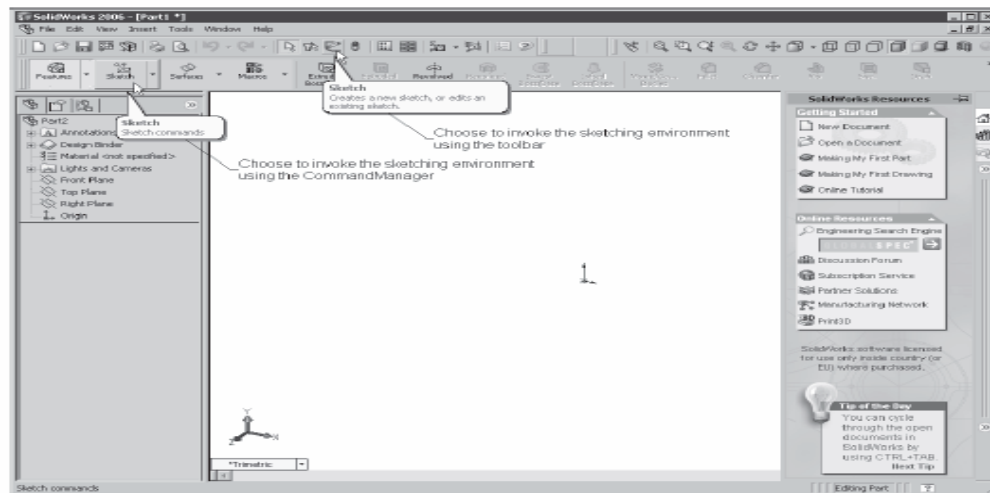 SolidWorks 2006 - [Part1 *]
File Edit View Insert Tools Window Help
Features Sketch Surfaces Macros Revolved
Sketch
Creates a new sketch, or edits an
existing sketch.
Sketch
Sketch commands
Choose to invoke the sketching environment
using the toolbar
Choose to invoke the sketching environment
using the CommandManager
Part2
Annotations
Design Binder
Material <not specified>
Lights and Cameras
Front Plane
Top Plane
Right Plane
Origin
SolidWorks Resources
Getting Started
New Document
Open a Document
Making My First Part
Making My First Drawing
Online Tutorial
Online Resources
Engineering Search Engine
GLOBALSPEC
Discussion Forum
Subscription Service
Partner Solutions
Manufacturing Network
Print3D
SolidWorks software licensed
for use only inside country (or
EU) where purchased.
Tip of the Day
You can cycle
through the open
documents in
SolidWorks by
using CTRL+TAB.
Next Tip
Y
X
Z
*Trimetric
Sketch commands
Editing Part
?